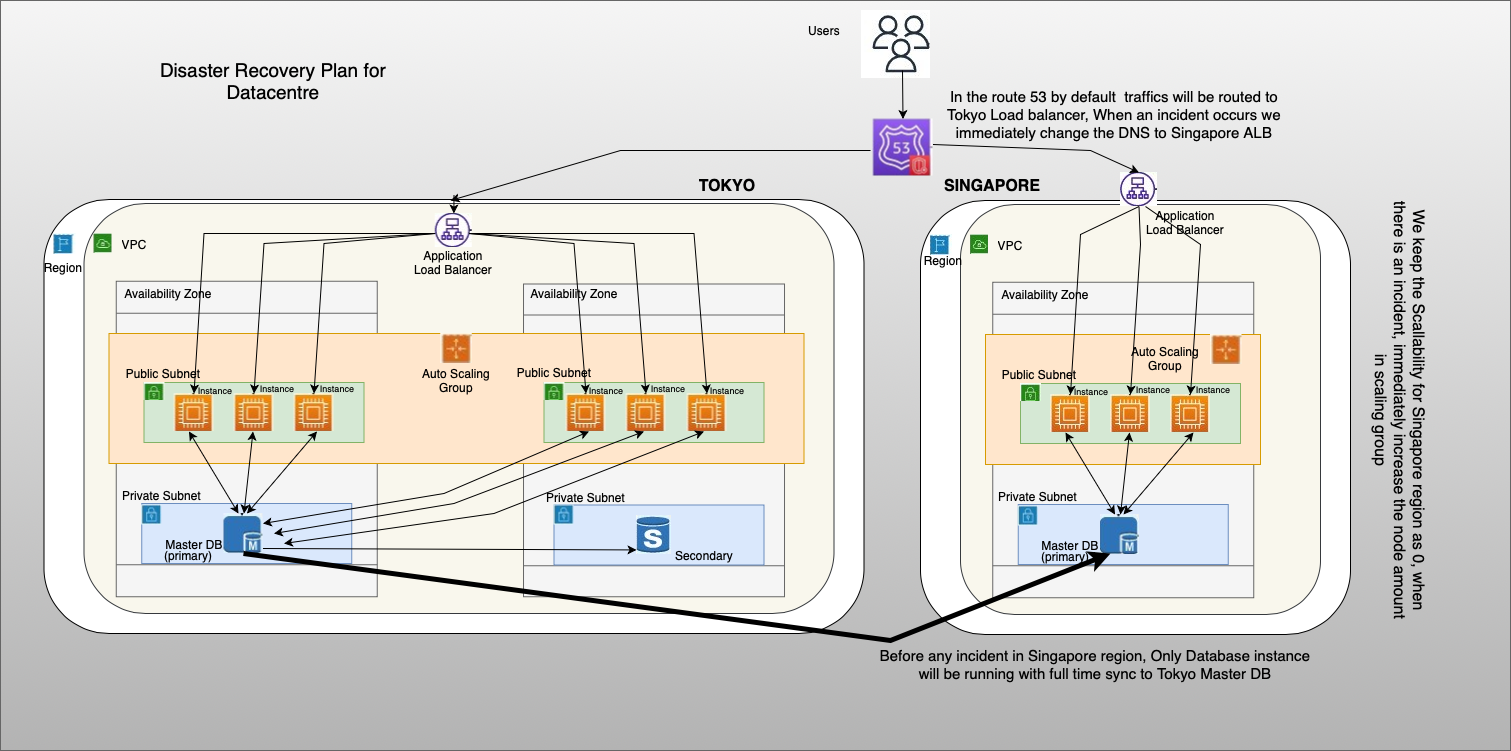 Users
Disaster Recovery Plan for
Datacentre
In the route 53 by default traffics will be routed to
Tokyo Load balancer, When an incident occurs we
immediately change the DNS to Singapore ALB
53
TOKYO
SINGAPORE
Region
VPC
Application
Load Balancer
Availability Zone
Availability Zone
Auto Scaling
Group
Public Subnet
Instance
Instance
Instance
Public Subnet
Instance
Instance
Instance
Private Subnet
M
Master DB
(primary)
Private Subnet
S
Secondary
Region
VPC
Application
Load Balancer
Availability Zone
Auto Scaling
Group
Public Subnet
Instance
Instance
Instance
Private Subnet
M
Master DB
(primary)
We keep the Scallability for Singapore region as 0, when
there is an incident, immediately increase the node amount
in scaling group
Before any incident in Singapore region, Only Database instance
will be running with full time sync to Tokyo Master DB